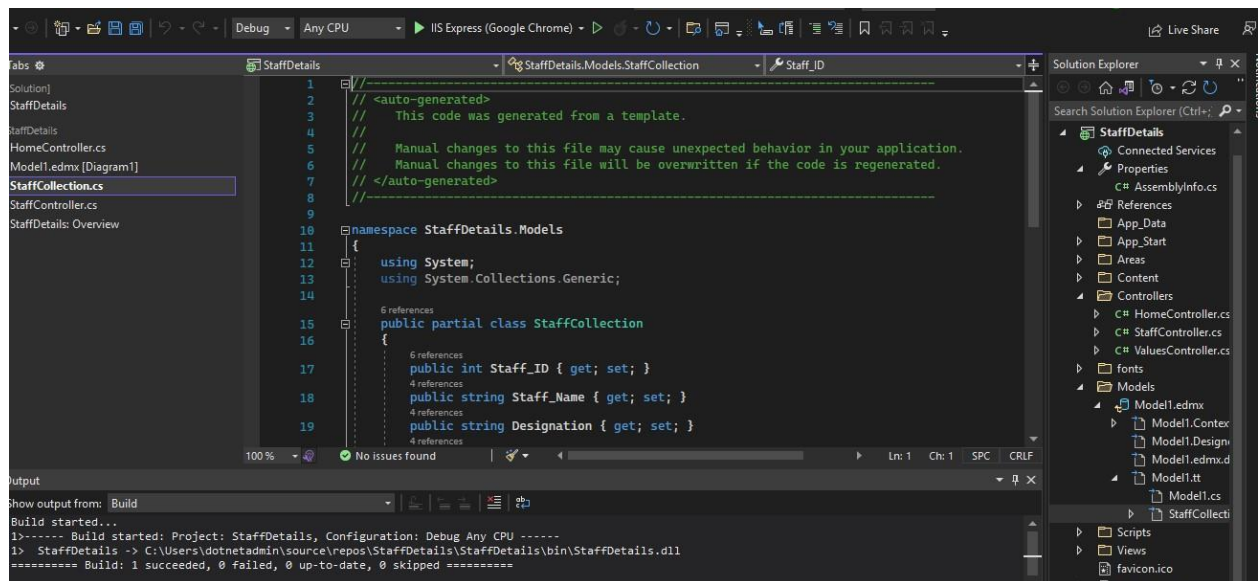 Debug
Any CPU
IIS Express (Google Chrome)
Live Share
Tabs
Solution]
StaffDetails
StaffDetails
HomeController.cs
Model1.edmx [Diagram1]
StaffCollection.cs
StaffController.cs
StaffDetails: Overview
StaffDetails
StaffDetails.Models.StaffCollection
Staff_ID
1 //--------------------------------------------------------------------------
2 // <auto-generated>
3 //     This code was generated from a template.
4 //
5 //     Manual changes to this file may cause unexpected behavior in your application.
6 //     Manual changes to this file will be overwritten if the code is regenerated.
7 // </auto-generated>
8 //--------------------------------------------------------------------------
9
10 namespace StaffDetails.Models
11 {
12     using System;
13     using System.Collections.Generic;
14
6 references
15     public partial class StaffCollection
16     {
6 references
17         public int Staff_ID { get; set; }
4 references
18         public string Staff_Name { get; set; }
4 references
19         public string Designation { get; set; }
4 references
100 %
No issues found
Ln: 1
Ch: 1
SPC
CRLF
Output
Show output from: Build
Build started...
1>------ Build started: Project: StaffDetails, Configuration: Debug Any CPU ------
1>  StaffDetails -> C:\Users\dotnetadmin\source\repos\StaffDetails\StaffDetails\bin\StaffDetails.dll
========== Build: 1 succeeded, 0 failed, 0 up-to-date, 0 skipped ==========
Solution Explorer
Search Solution Explorer (Ctrl+;
StaffDetails
Connected Services
Properties
C# AssemblyInfo.cs
References
App_Data
App_Start
Areas
Content
Controllers
C# HomeController.cs
C# StaffController.cs
C# ValuesController.cs
fonts
Models
Model1.edmx
Model1.Contex
Model1.Design
Model1.edmx.d
Model1.tt
Model1.cs
StaffCollecti
Scripts
Views
favicon.ico